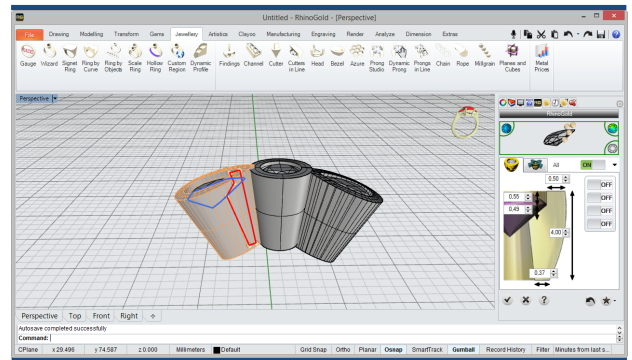 RG
Untitled - RhinoGold - [Perspective]
File Drawing Modelling Transform Gems Jewellery Artistics Clayoo Manufacturing Engraving Render Analyze Dimension Extras
Gauge Wizard Signet Ring Ring by Curve Ring by Objects Scale Ring Hollow Ring Custom Region Dynamic Profile Findings Channel Cutter Cutters in Line Head Bezel Azure Prong Studio Dynamic Prong Prongs in Line Chain Rope Millgrain Planes and Cubes Metal Prices
Perspective
RhinoGold
All ON
0,50
OFF
0,55
OFF
0,49
OFF
4,00
OFF
0,37
Perspective Top Front Right
Autosave completed successfully
Command:
CPlane x 29.496 y 74.587 z 0.000 Millimeters Default Grid Snap Ortho Planar Osnap SmartTrack Gumball Record History Filter Minutes from last s...